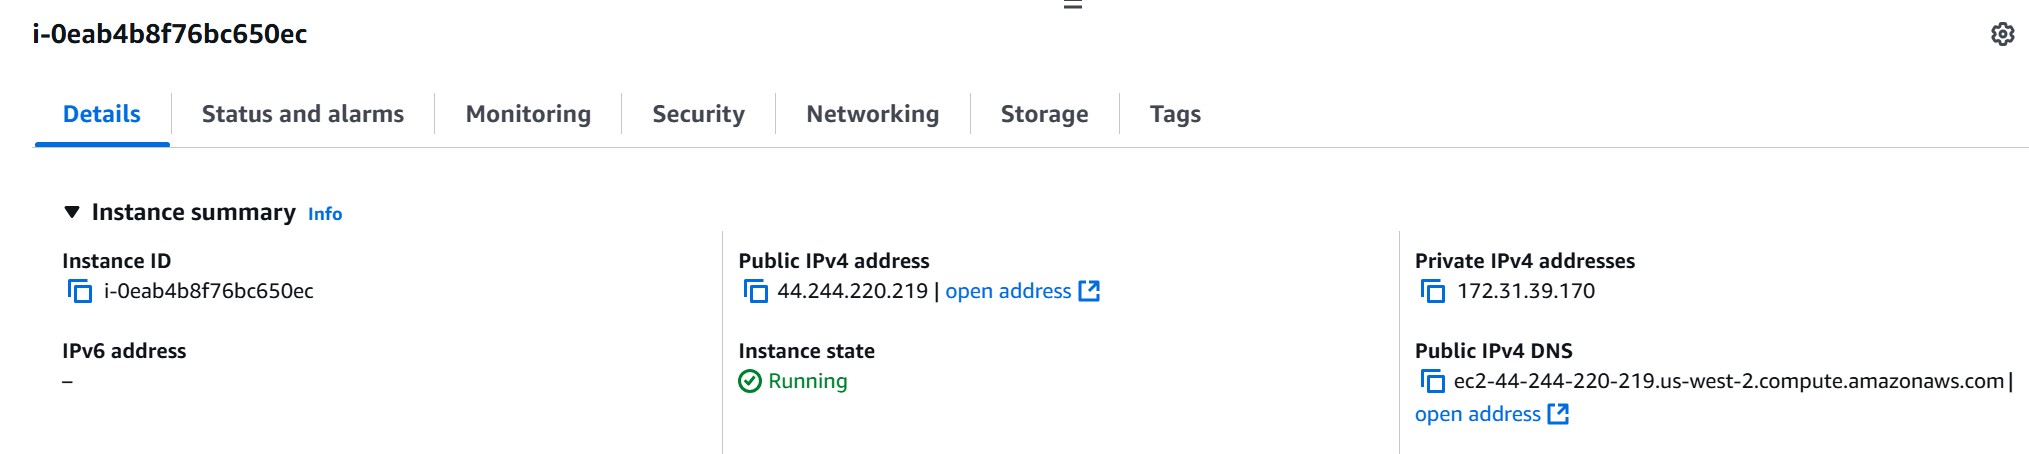 i-0eab4b8f76bc650ec
Details
Status and alarms
Monitoring
Security
Networking
Storage
Tags
Instance summary Info
Instance ID
i-0eab4b8f76bc650ec
Public IPv4 address
44.244.220.219 | open address
Private IPv4 addresses
172.31.39.170
IPv6 address
–
Instance state
Running
Public IPv4 DNS
ec2-44-244-220-219.us-west-2.compute.amazonaws.com |
open address